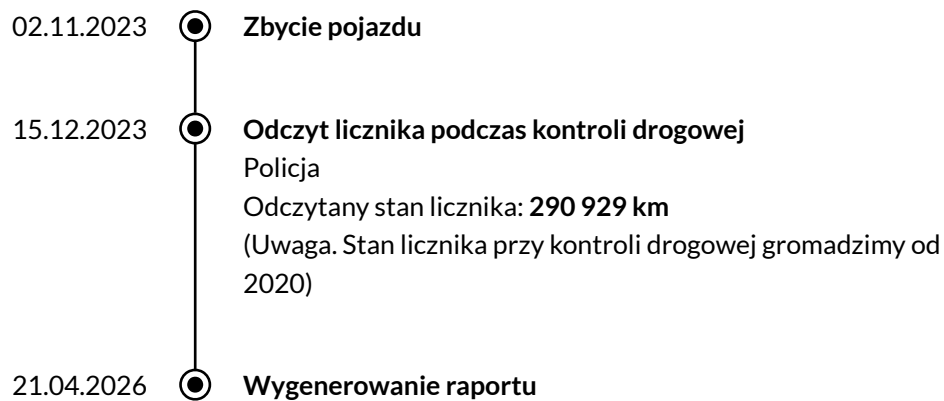 02.11.2023 Zbycie pojazdu
15.12.2023 Odczyt licznika podczas kontroli drogowej
Policja
Odczytany stan licznika: 290 929 km
(Uwaga. Stan licznika przy kontroli drogowej gromadzimy od
2020)
21.04.2026 Wygenerowanie raportu